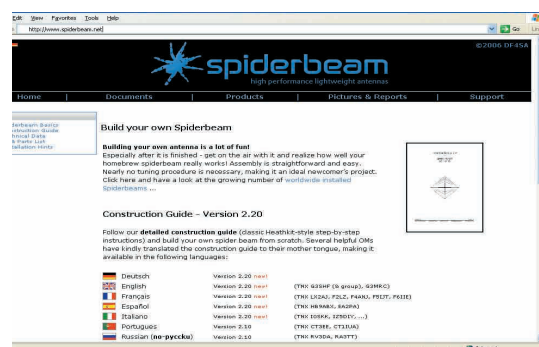 Edit View Favorites Tools Help
http://www.spiderbeam.net
Go
©2006 DF4SA
spiderbeam
high performance lightweight antennas
Home | Documents | Products | Pictures & Reports | Support
Build your own Spiderbeam
Building your own antenna is a lot of fun!
Especially after it is finished - get on the air with it and realize how well your
homebrew spiderbeam really works! Assembly is straightforward and easy.
Nearly no tuning procedure is necessary, making it an ideal newcomer's project.
Click here and have a look at the growing number of worldwide installed
Spiderbeams ...
Construction Guide - Version 2.20
Follow our detailed construction guide (classic Heathkit-style step-by-step
instructions) and build your own spider beam from scratch. Several helpful OMs
have kindly translated the construction guide to their mother tongue, making it
available in the following languages:
Deutsch Version 2.20 new!
English Version 2.20 new! (TNX G3SHF (& group), G3MRC)
Français Version 2.20 new! (TNX LX2AJ, F2LZ, F4ANJ, F5IJT, F6IIE)
Español Version 2.20 new! (TNX HB9ABX, EA2PA)
Italiano Version 2.20 new! (TNX IZ5DIY, ...)
Portugues Version 2.10 (TNX CT3EE, CT1IUA)
Russian (по-русску) Version 2.10 (TNX RV3DA, RA3TT)